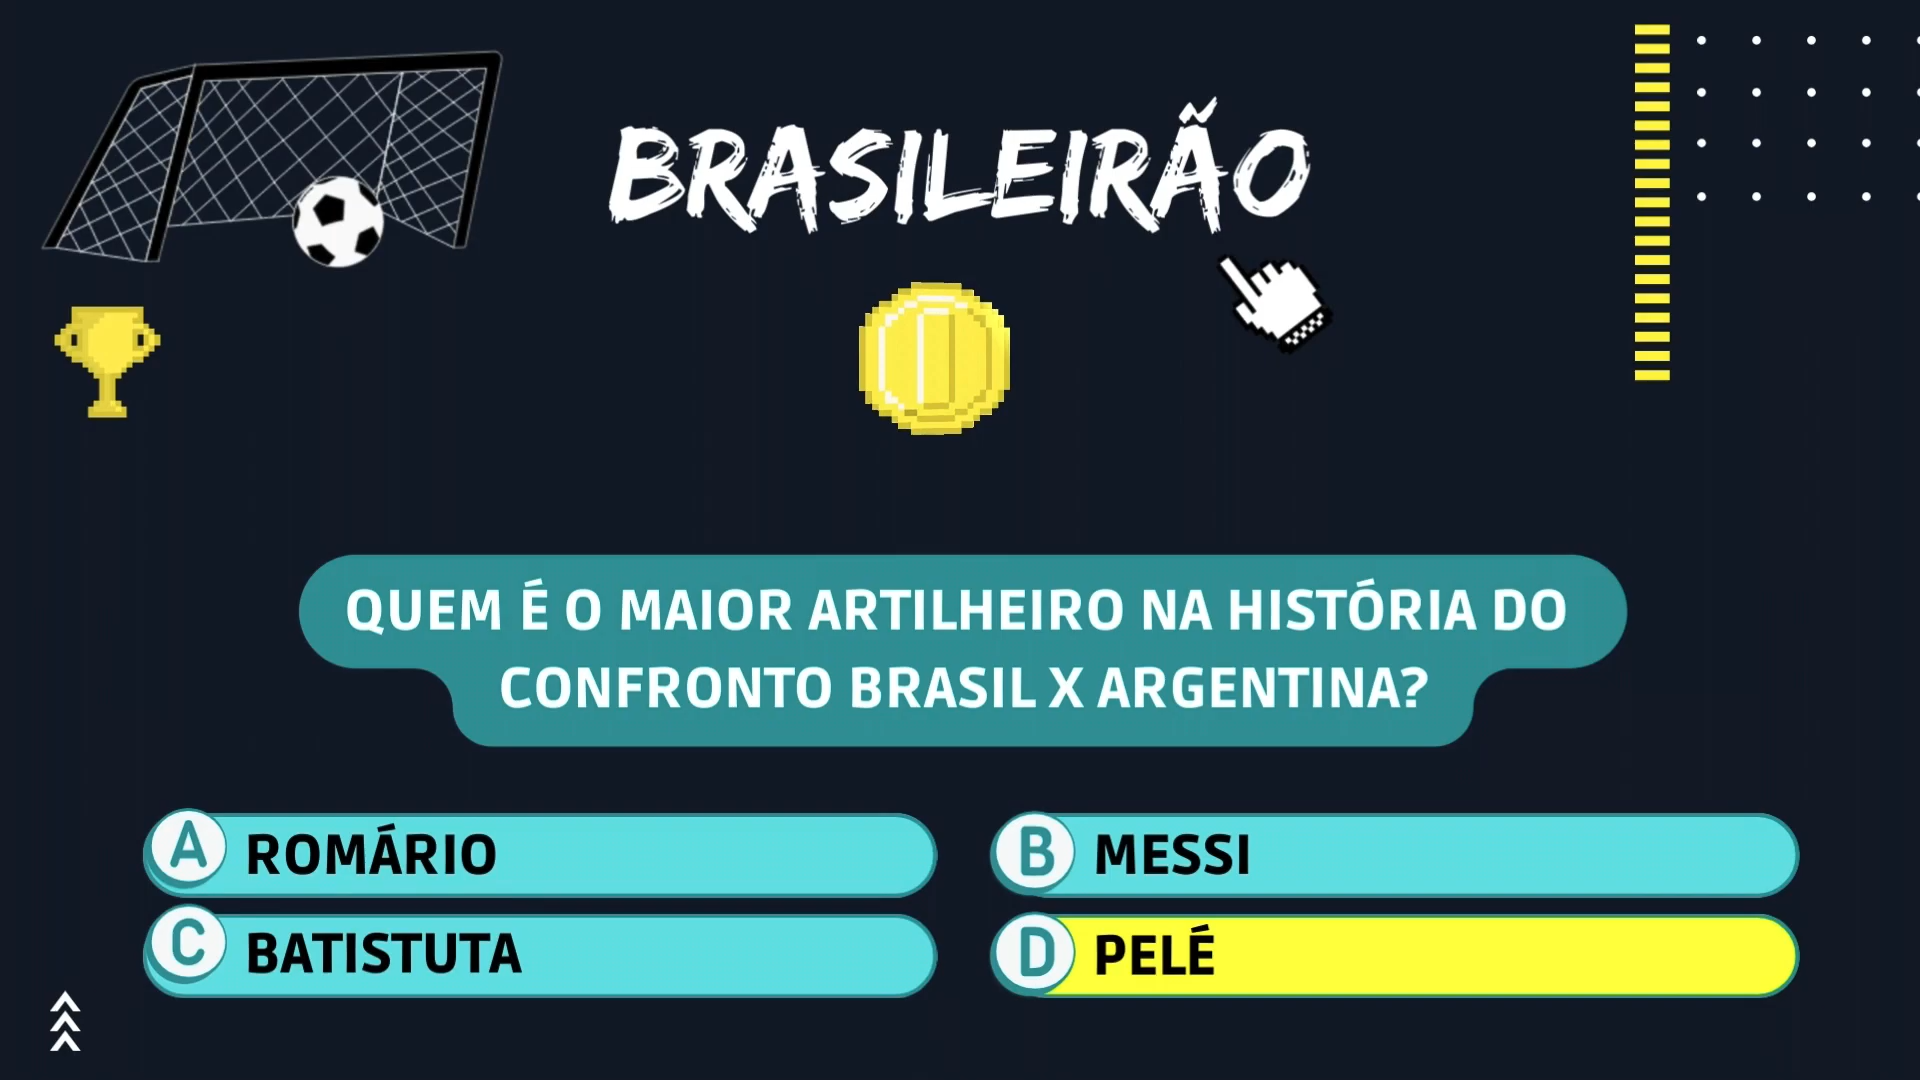 BRASILEIRÃO
QUEM É O MAIOR ARTILHEIRO NA HISTÓRIA DO
CONFRONTO BRASIL X ARGENTINA?
A ROMÁRIO
B MESSI
C BATISTUTA
D PELÉ